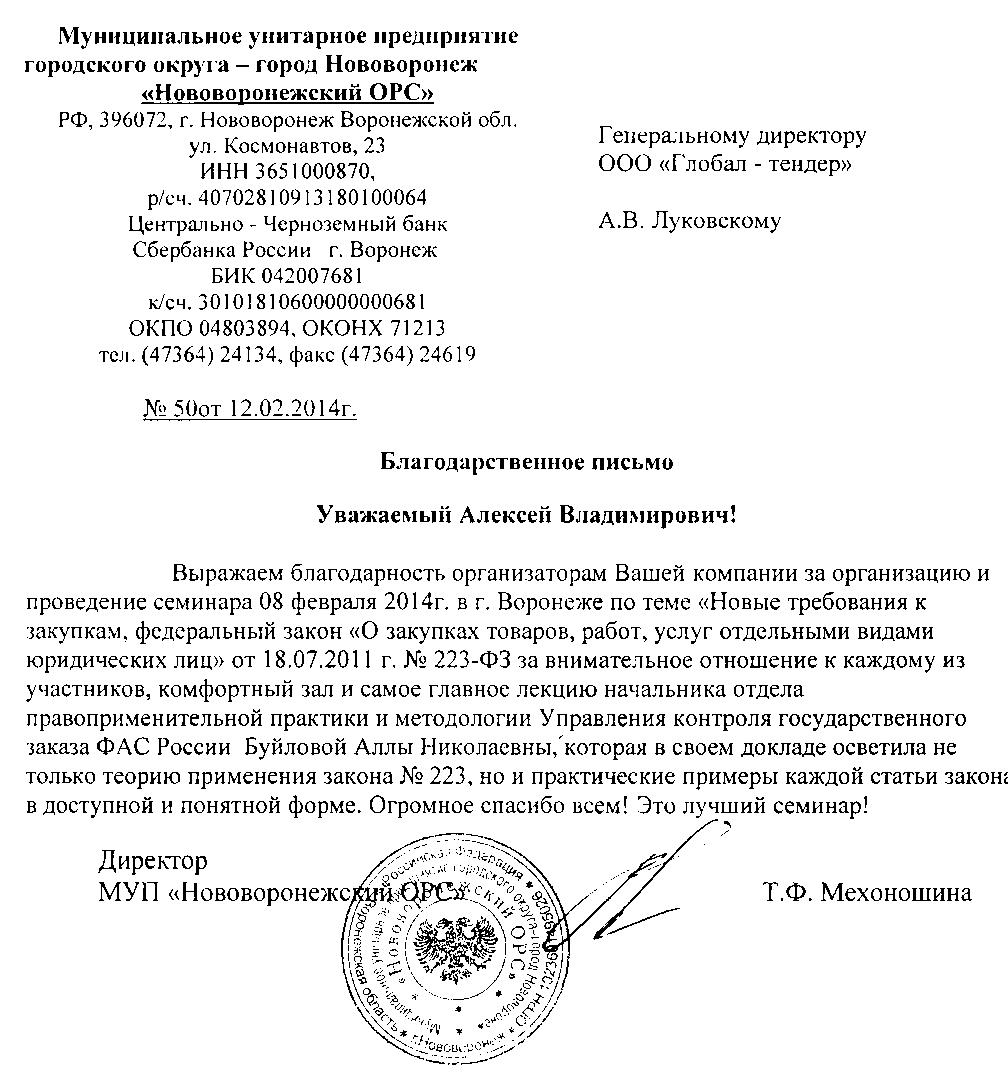 Муниципальное унитарное предприятие
городского округа – город Нововоронеж
«Нововоронежский ОРС»
РФ, 396072, г. Нововоронеж Воронежской обл.
ул. Космонавтов, 23
ИНН 3651000870,
р/сч. 40702810913180100064
Центрально - Черноземный банк
Сбербанка России г. Воронеж
БИК 042007681
к/сч. 30101810600000000681
ОКПО 04803894, ОКОНХ 71213
тел. (47364) 24134, факс (47364) 24619
№ 50от 12.02.2014г.
Генеральному директору
ООО «Глобал - тендер»
А.В. Луковскому
Благодарственное письмо
Уважаемый Алексей Владимирович!
Выражаем благодарность организаторам Вашей компании за организацию и
проведение семинара 08 февраля 2014г. в г. Воронеже по теме «Новые требования к
закупкам, федеральный закон «О закупках товаров, работ, услуг отдельными видами
юридических лиц» от 18.07.2011 г. № 223-ФЗ за внимательное отношение к каждому из
участников, комфортный зал и самое главное лекцию начальника отдела
правоприменительной практики и методологии Управления контроля государственного
заказа ФАС России Буйловой Аллы Николаевны, которая в своем докладе осветила не
только теорию применения закона № 223, но и практические примеры каждой статьи закона
в доступной и понятной форме. Огромное спасибо всем! Это лучший семинар!
Директор
МУП «Нововоронежский ОРС»
Т.Ф. Мехоношина
Российская Федерация
Воронежская область * г.Нововоронеж * ОГРН
«Нововоронежский ОРС»